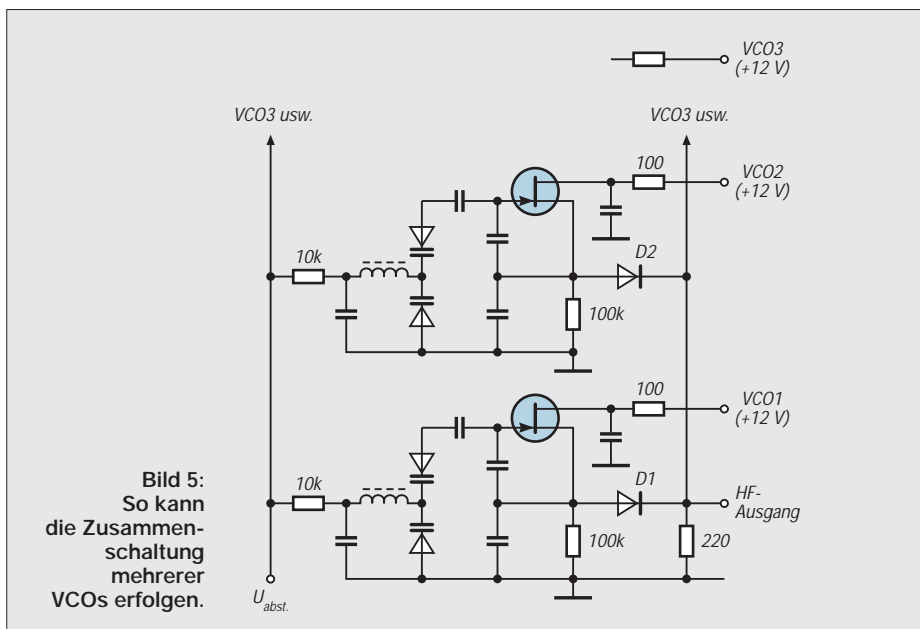 VCO3
(+12 V)
VCO3 usw.
VCO3 usw.
100
VCO2
(+12 V)
10k
D2
100k
100
VCO1
(+12 V)
10k
D1
HF-
Ausgang
100k
220
U abst.
Bild 5:
So kann
die Zusammen-
schaltung
mehrerer
VCOs erfolgen.